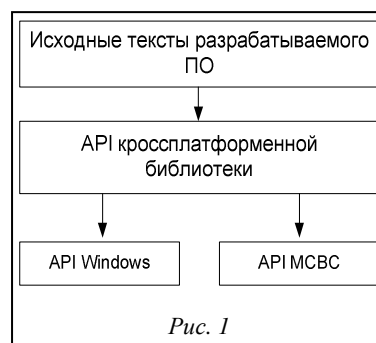 Исходные тексты разрабатываемого
ПО
API кроссплатформенной
библиотеки
API Windows
API МСВС
Рис. 1